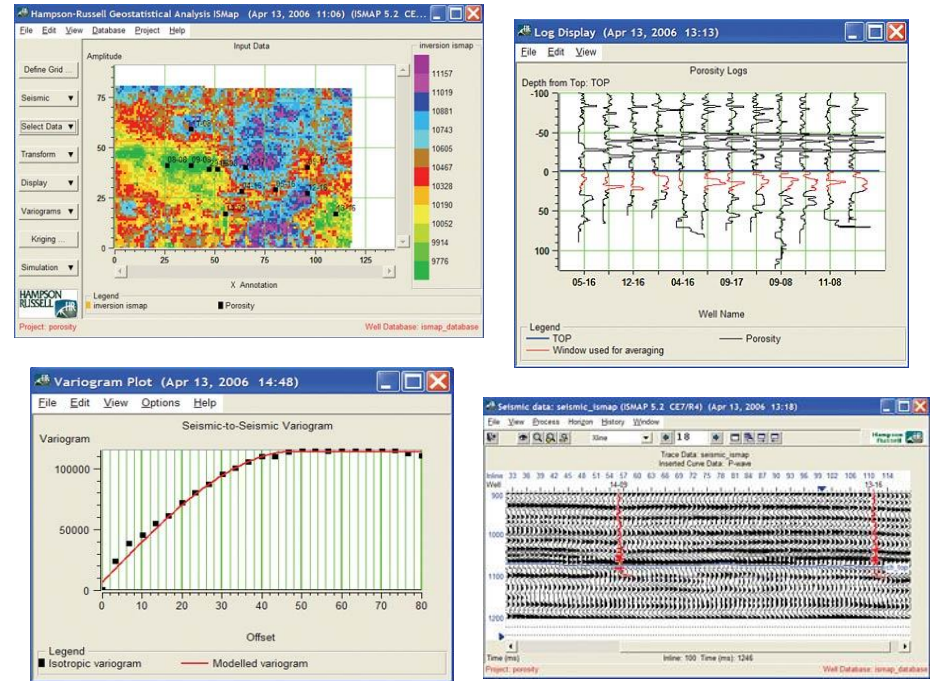 Hampson-Russell Geostatistical Analysis ISMap (Apr 13, 2006 11:06) (ISMAP 5.2 CE...
File Edit View Database Project Help
Input Data
inversion ismap
Amplitude
Define Grid ...
Seismic
Select Data
Transform
Display
Variograms
Kriging ...
Simulation
75
50
25
0
0 25 50 75 100 125
X Annotation
11157
11019
10881
10743
10605
10467
10328
10190
10052
9914
9776
08-08
04-16
12-16
HAMPSON
RUSSELL
Legend
inversion ismap
Porosity
Project: porosity
Well Database: ismap_database
Log Display (Apr 13, 2006 13:13)
File Edit View
Porosity Logs
Depth from Top: TOP
-100
-50
0
50
100
05-16 12-16 04-16 09-17 09-08 11-08
Well Name
Legend
TOP
Porosity
Window used for averaging
Variogram Plot (Apr 13, 2006 14:48)
File Edit View Options Help
Seismic-to-Seismic Variogram
Variogram
100000
50000
0
0 10 20 30 40 50 60 70 80
Offset
Legend
Isotropic variogram
Modelled variogram
Seismic data: seismic_ismap (ISMAP 5.2 CE7/R4) (Apr 13, 2006 13:18)
File View Process Horizon History Window
Xline
18
Hampson
Russell
Trace Data: seismic_ismap
Inserted Curve Data: P-wave
Inline 33 36 39 42 45 48 51 54 57 60 63 66 69 72 75 78 81 84 87 90 93 96 99 102 106 110 114
Well
14-09
13-16
900
1000
1100
1200
Time (ms)
Inline: 100 Time (ms): 1246
Project: porosity
Well Database: ismap_database